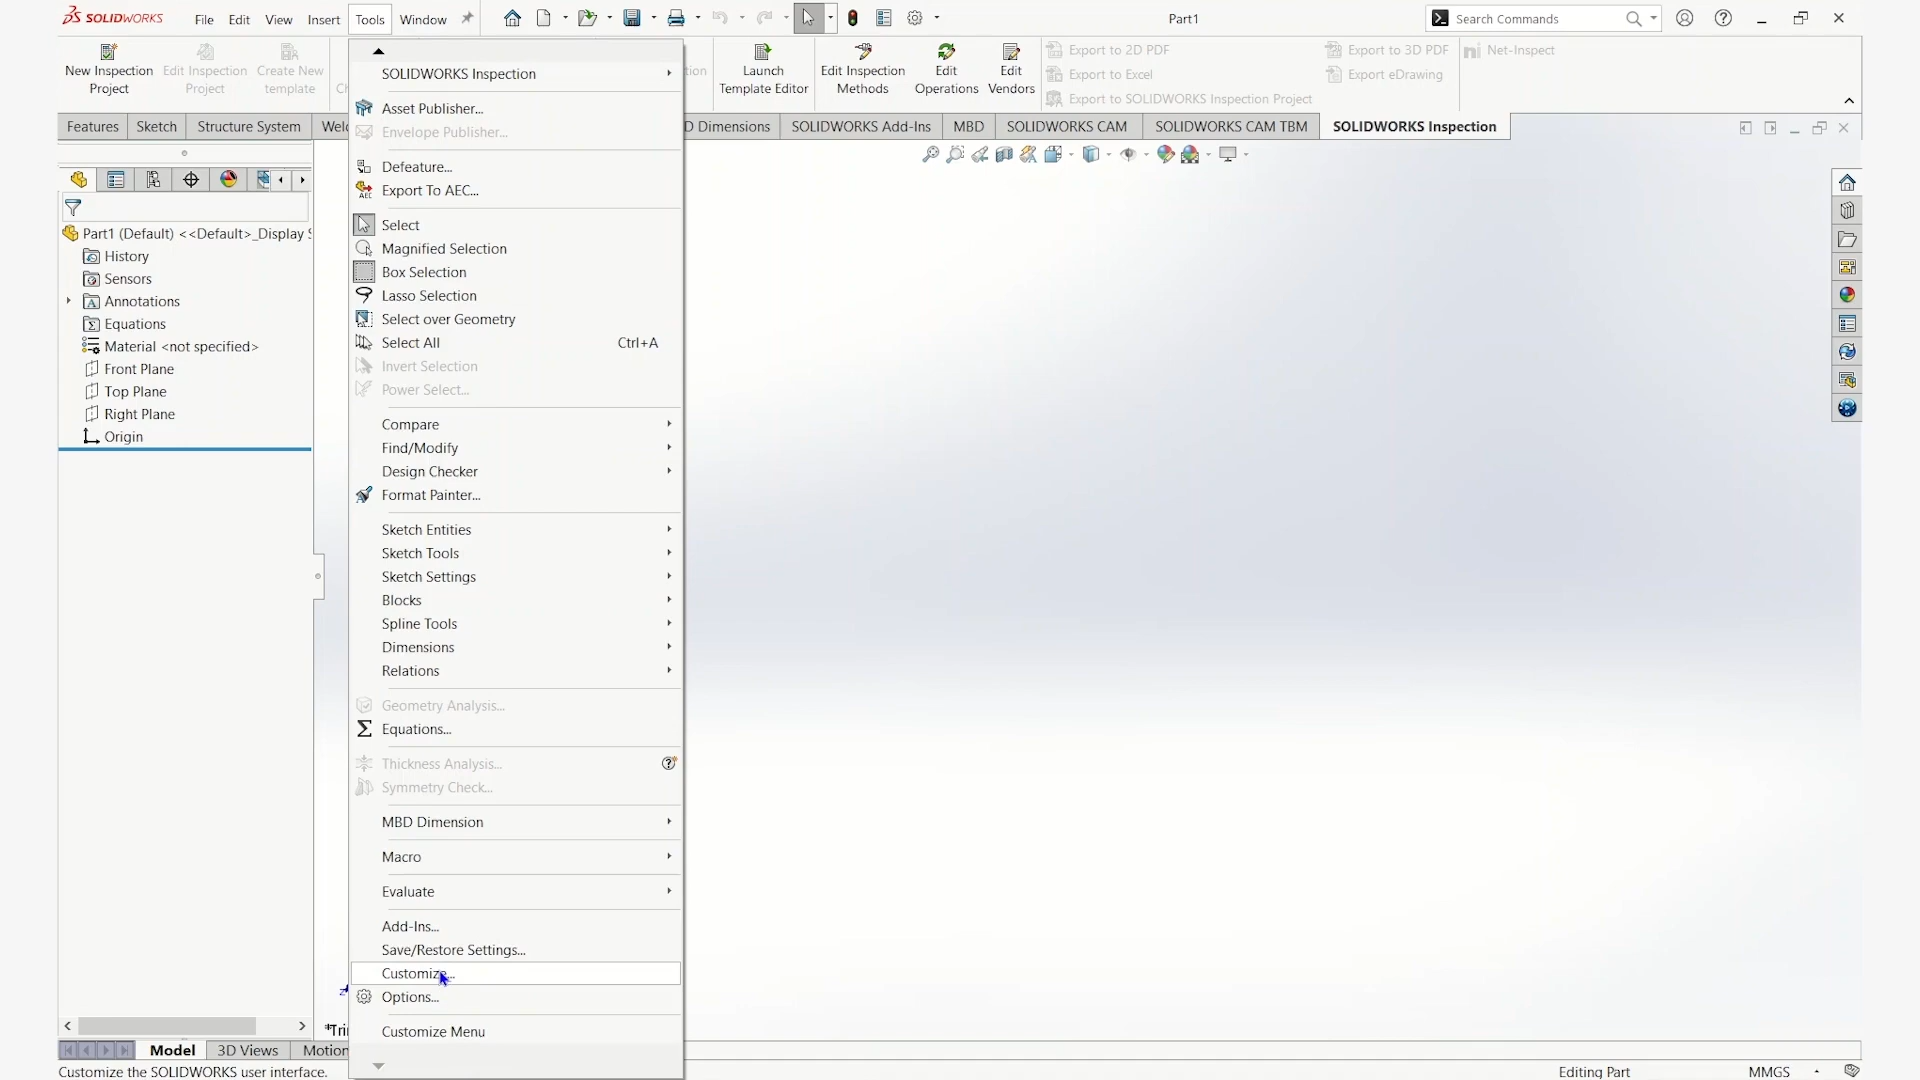 SOLIDWORKS File Edit View Insert Tools Window Part1 Search Commands
New Inspection Project
Edit Inspection Project
Create New template
Launch Template Editor
Edit Inspection Methods
Edit Operations
Edit Vendors
Export to 2D PDF
Export to Excel
Export to SOLIDWORKS Inspection Project
Export to 3D PDF
Export eDrawing
Net-Inspect
Features Sketch Structure System D Dimensions SOLIDWORKS Add-Ins MBD SOLIDWORKS CAM SOLIDWORKS CAM TBM SOLIDWORKS Inspection
Part1 (Default) <<Default>_Display S
History
Sensors
Annotations
Equations
Material <not specified>
Front Plane
Top Plane
Right Plane
Origin
SOLIDWORKS Inspection
Asset Publisher...
Envelope Publisher...
Defeature...
Export To AEC...
Select
Magnified Selection
Box Selection
Lasso Selection
Select over Geometry
Select All Ctrl+A
Invert Selection
Power Select...
Compare
Find/Modify
Design Checker
Format Painter...
Sketch Entities
Sketch Tools
Sketch Settings
Blocks
Spline Tools
Dimensions
Relations
Geometry Analysis...
Equations...
Thickness Analysis...
Symmetry Check...
MBD Dimension
Macro
Evaluate
Add-Ins...
Save/Restore Settings...
Customize...
Options...
Customize Menu
*Tri
Model 3D Views Motion
Customize the SOLIDWORKS user interface. Editing Part MMGS